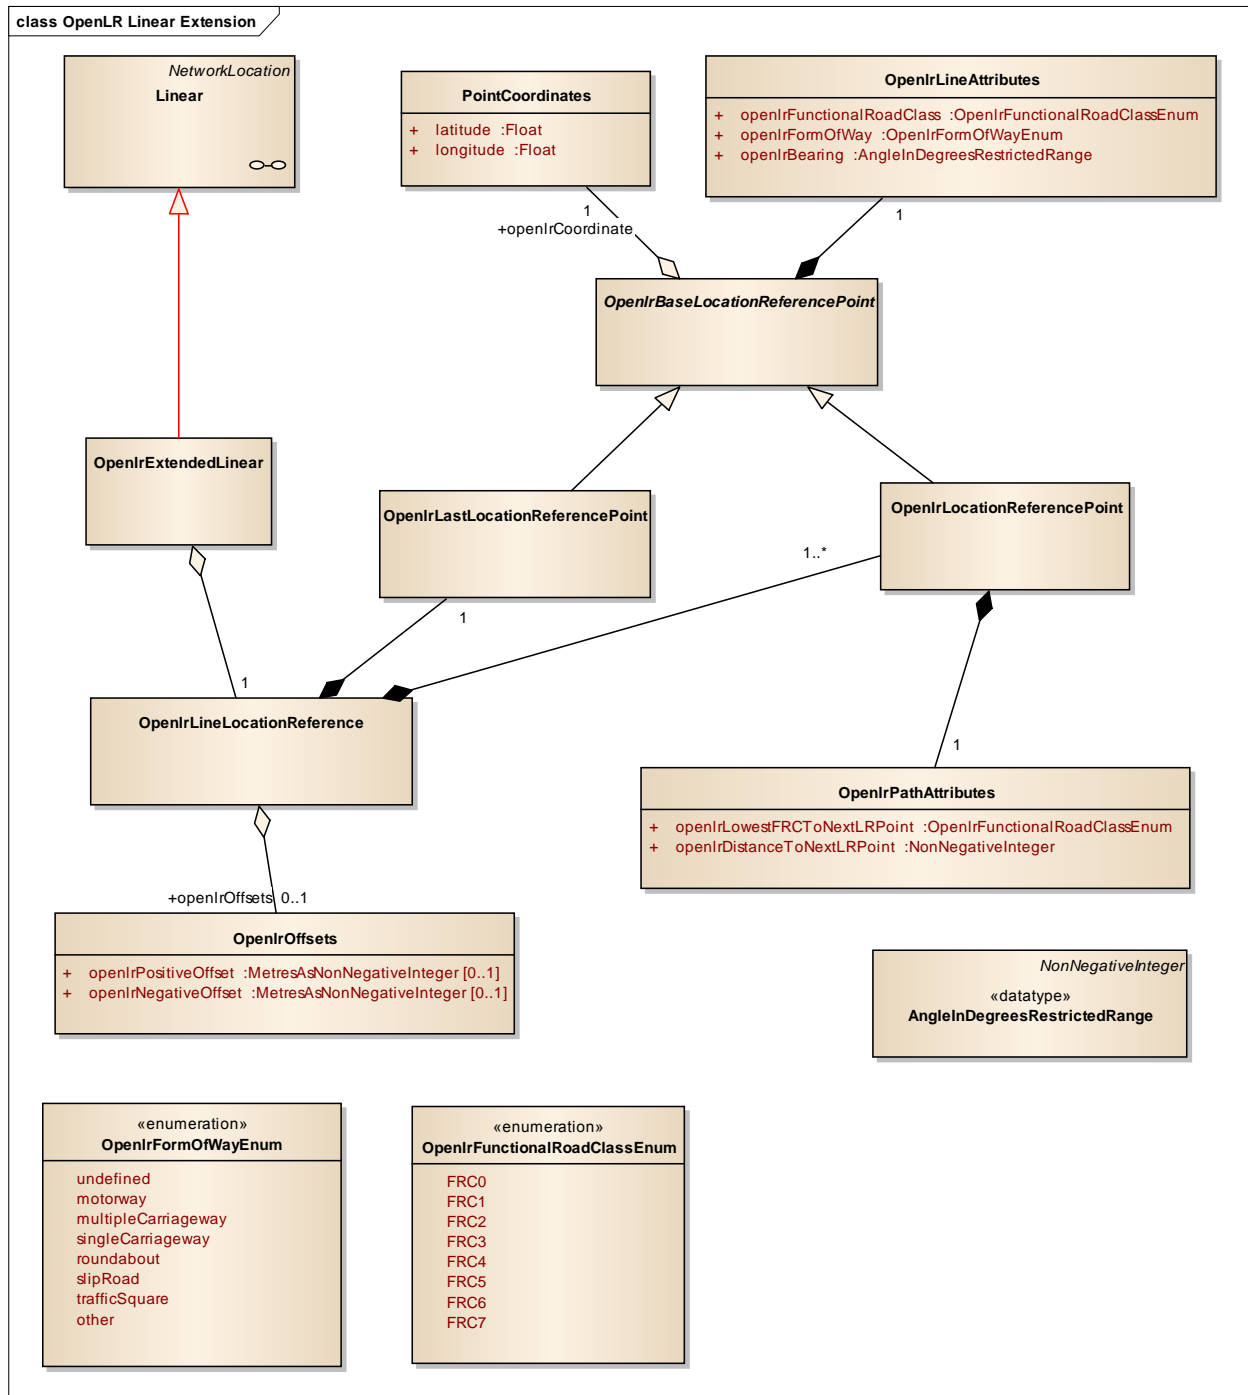 class OpenLR Linear Extension
NetworkLocation
Linear
PointCoordinates
+ latitude :Float
+ longitude :Float
OpenlrLineAttributes
+ openlrFunctionalRoadClass :OpenlrFunctionalRoadClassEnum
+ openlrFormOfWay :OpenlrFormOfWayEnum
+ openlrBearing :AngleInDegreesRestrictedRange
1
+openlrCoordinate
1
OpenlrBaseLocationReferencePoint
OpenlrExtendedLinear
OpenlrLastLocationReferencePoint
OpenlrLocationReferencePoint
1..*
1
1
OpenlrLineLocationReference
1
OpenlrPathAttributes
+ openlrLowestFRCToNextLRPoint :OpenlrFunctionalRoadClassEnum
+ openlrDistanceToNextLRPoint :NonNegativeInteger
+openlrOffsets 0..1
OpenlrOffsets
+ openlrPositiveOffset :MetresAsNonNegativeInteger [0..1]
+ openlrNegativeOffset :MetresAsNonNegativeInteger [0..1]
NonNegativeInteger
«datatype»
AngleInDegreesRestrictedRange
«enumeration»
OpenlrFormOfWayEnum
undefined
motorway
multipleCarriageway
singleCarriageway
roundabout
slipRoad
trafficSquare
other
«enumeration»
OpenlrFunctionalRoadClassEnum
FRC0
FRC1
FRC2
FRC3
FRC4
FRC5
FRC6
FRC7